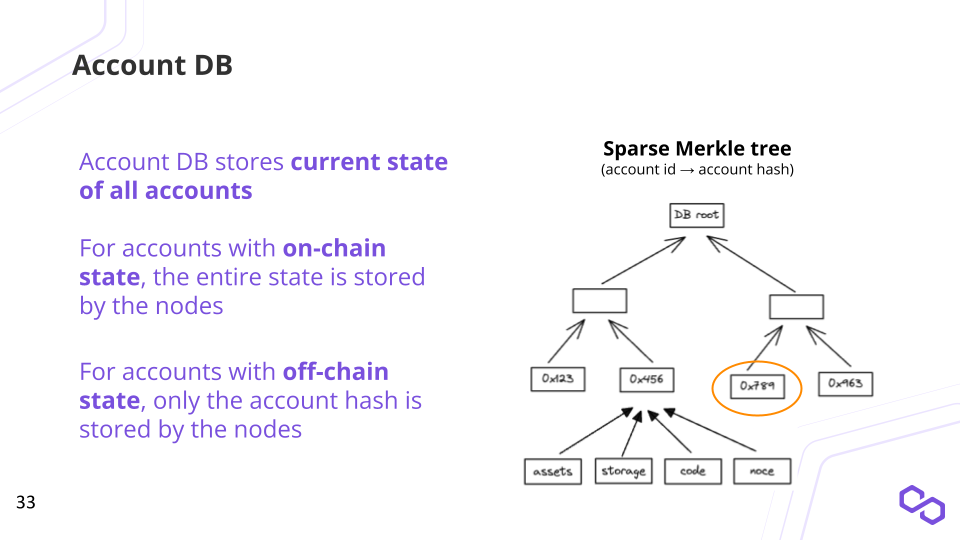 Account DB
Account DB stores current state
of all accounts
For accounts with on-chain
state, the entire state is stored
by the nodes
For accounts with off-chain
state, only the account hash is
stored by the nodes
Sparse Merkle tree
(account id → account hash)
DB root
0x123
0x456
0x789
0x963
assets
storage
code
noce
33